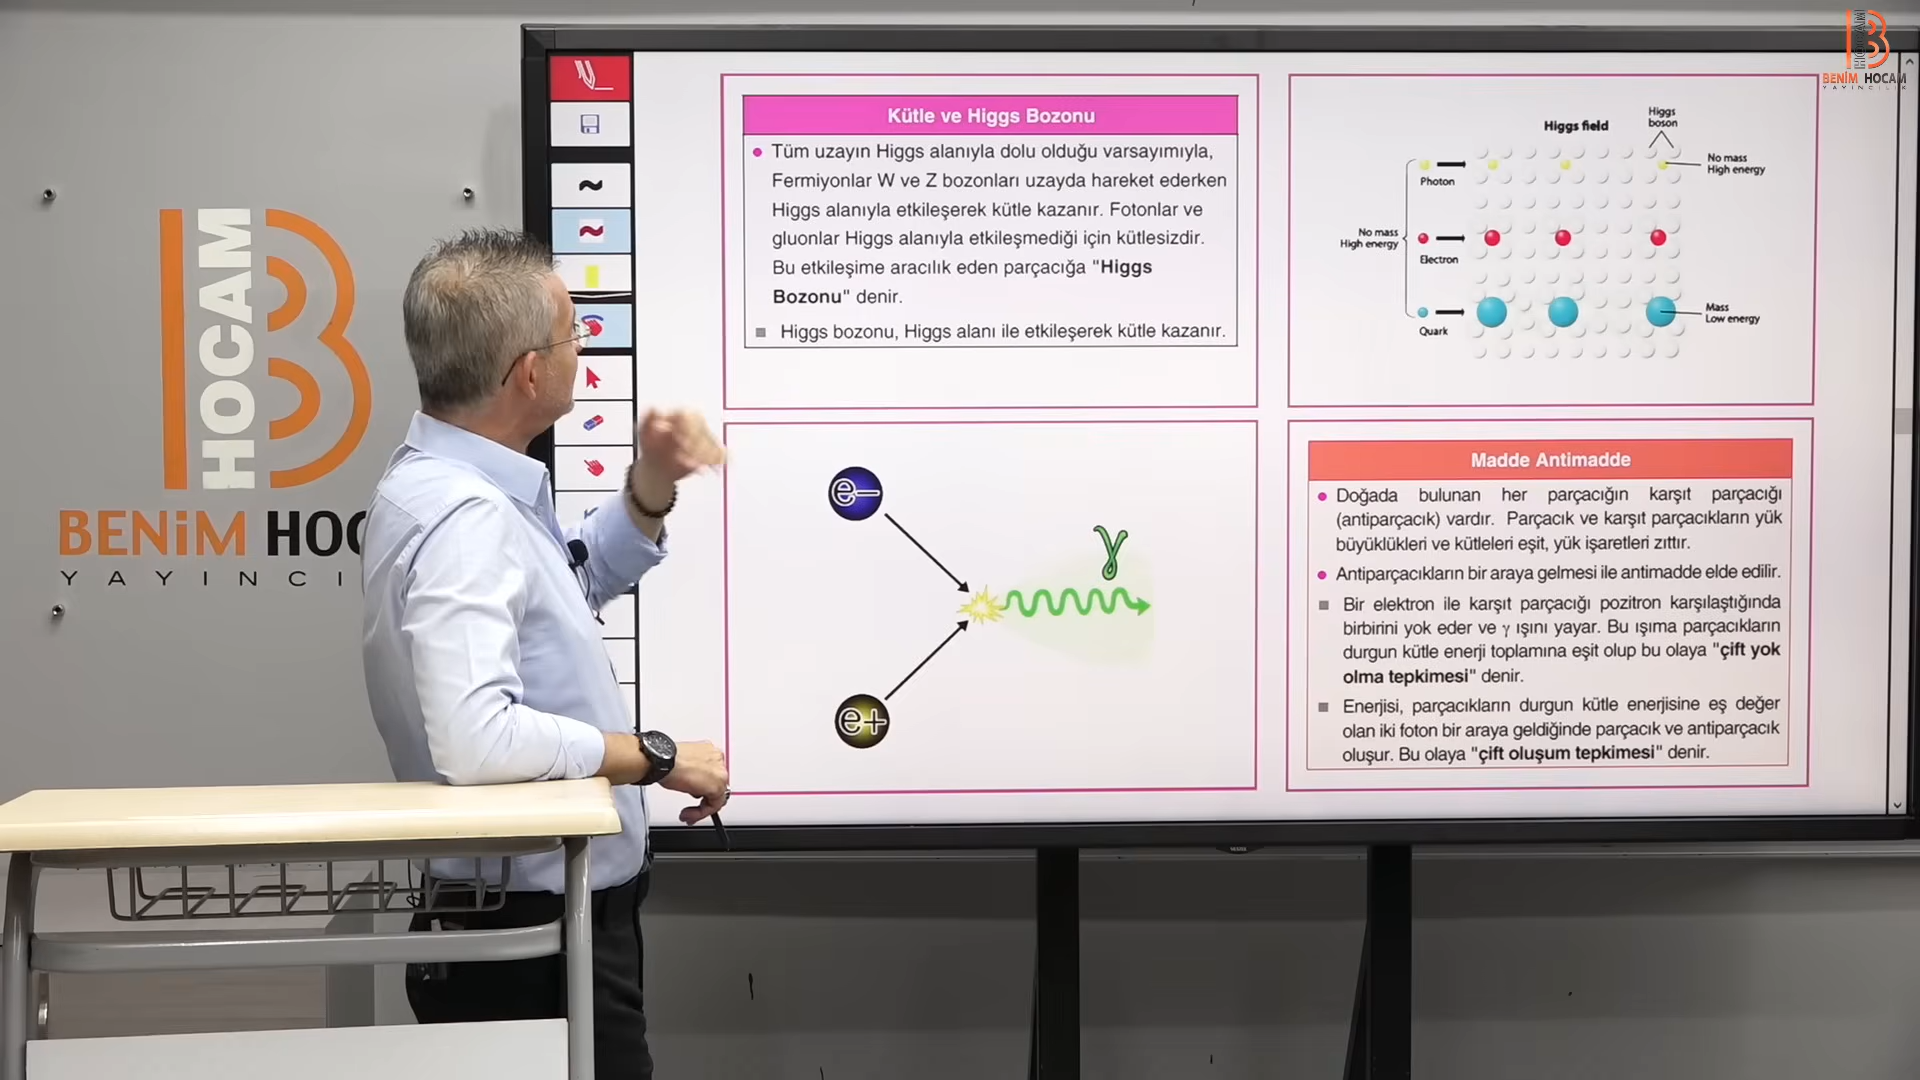 BENİM HOCAM
YAYINCILIK
HOCAM
BENİM HOC
YAYINCI
Kütle ve Higgs Bozonu
Tüm uzayın Higgs alanıyla dolu olduğu varsayımıyla,
Fermiyonlar W ve Z bozonları uzayda hareket ederken
Higgs alanıyla etkileşerek kütle kazanır. Fotonlar ve
gluonlar Higgs alanıyla etkileşmediği için kütlesizdir.
Bu etkileşime aracılık eden parçacığa "Higgs
Bozonu" denir.
Higgs bozonu, Higgs alanı ile etkileşerek kütle kazanır.
Higgs field
Higgs
boson
No mass
High energy
Photon
No mass
High energy
Electron
Quark
Mass
Low energy
e−
γ
e+
Madde Antimadde
Doğada bulunan her parçacığın karşıt parçacığı
(antiparçacık) vardır. Parçacık ve karşıt parçacıkların yük
büyüklükleri ve kütleleri eşit, yük işaretleri zıttır.
Antiparçacıkların bir araya gelmesi ile antimadde elde edilir.
Bir elektron ile karşıt parçacığı pozitron karşılaştığında
birbirini yok eder ve γ ışını yayar. Bu ışıma parçacıkların
durgun kütle enerji toplamına eşit olup bu olaya "çift yok
olma tepkimesi" denir.
Enerjisi, parçacıkların durgun kütle enerjisine eş değer
olan iki foton bir araya geldiğinde parçacık ve antiparçacık
oluşur. Bu olaya "çift oluşum tepkimesi" denir.